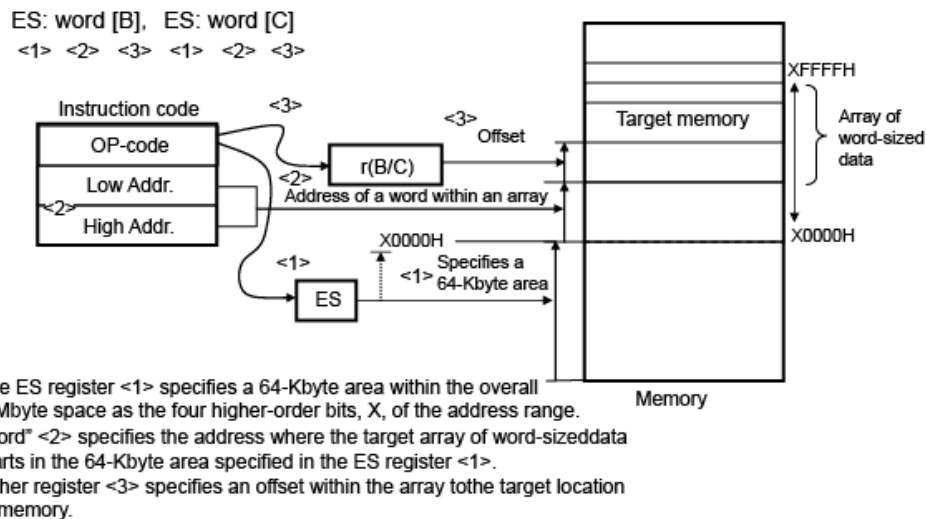 ES: word [B], ES: word [C]
<1> <2> <3> <1> <2> <3>
XFFFFH
Instruction code
<3>
<3>
Offset
Target memory
Array of
word-sized
data
OP-code
r(B/C)
<2>
Low Addr.
Address of a word within an array
<2>
High Addr.
X0000H
X0000H
<1>
<1>
Specifies a
64-Kbyte area
ES
Memory
ES register <1> specifies a 64-Kbyte area within the overall
Mbyte space as the four higher-order bits, X, of the address range.
<2> specifies the address where the target array of word-sizeddata
in the 64-Kbyte area specified in the ES register <1>.
register <3> specifies an offset within the array tothe target location
memory.